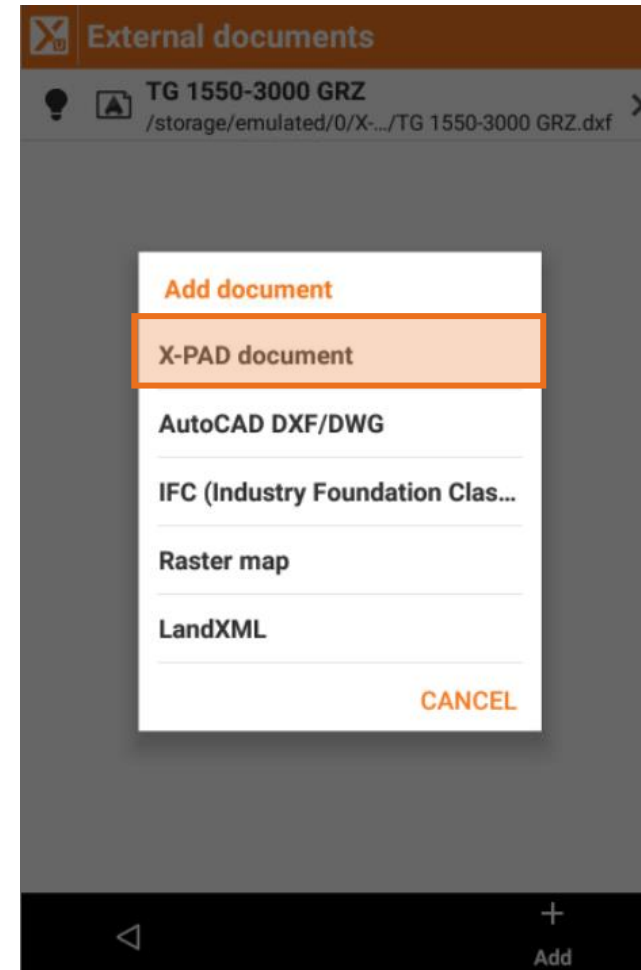 External documents
TG 1550-3000 GRZ
/storage/emulated/0/X-.../TG 1550-3000 GRZ.dxf
Add document
X-PAD document
AutoCAD DXF/DWG
IFC (Industry Foundation Clas...
Raster map
LandXML
CANCEL
Add